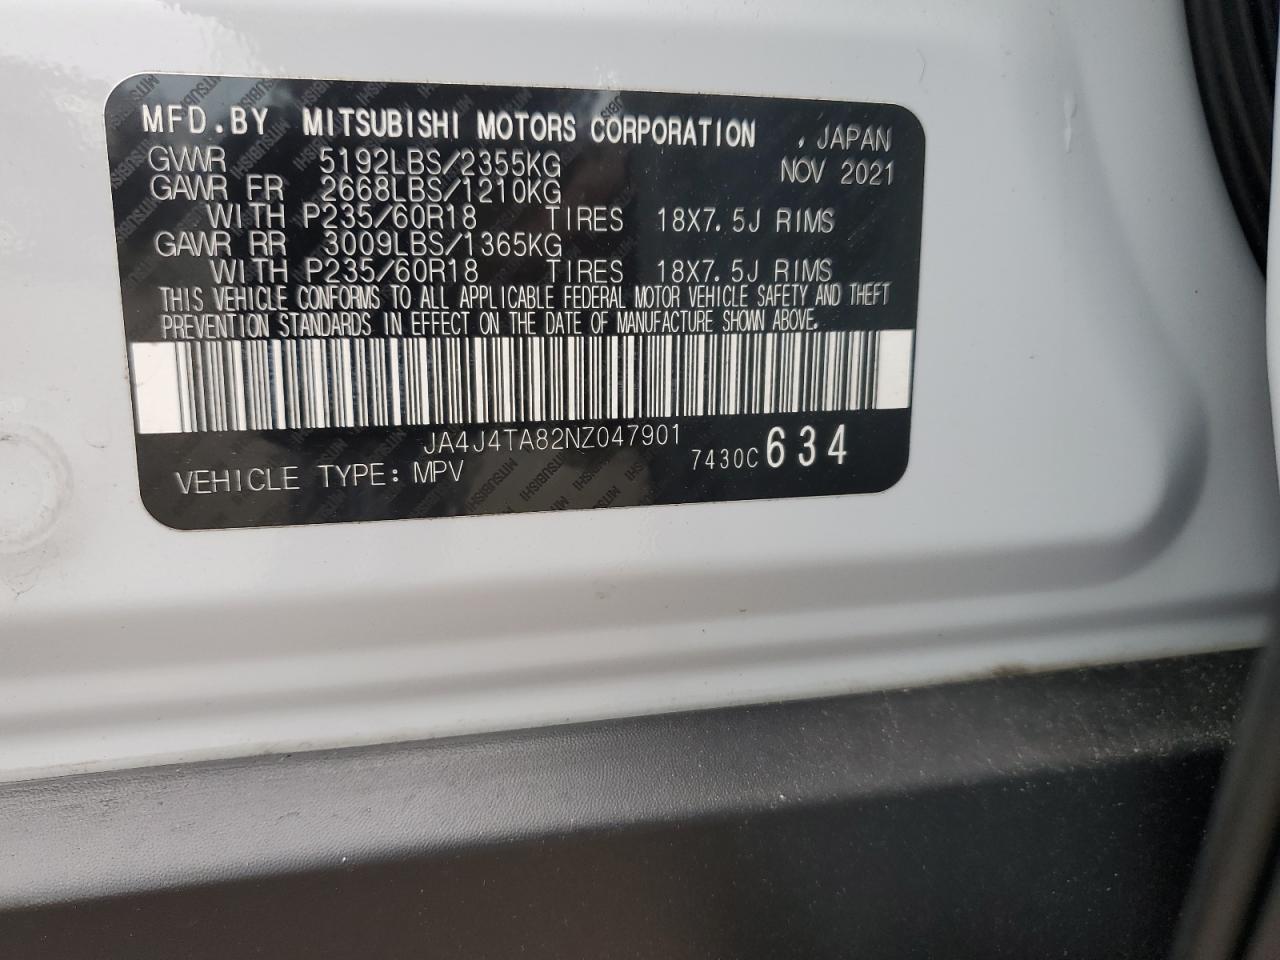 MFD.BY MITSUBISHI MOTORS CORPORATION , JAPAN
GVWR 5192LBS/2355KG NOV 2021
GAWR FR 2668LBS/1210KG
WITH P235/60R18 TIRES 18X7.5J RIMS
GAWR RR 3009LBS/1365KG
WITH P235/60R18 TIRES 18X7.5J RIMS
THIS VEHICLE CONFORMS TO ALL APPLICABLE FEDERAL MOTOR VEHICLE SAFETY AND THEFT
PREVENTION STANDARDS IN EFFECT ON THE DATE OF MANUFACTURE SHOWN ABOVE.
JA4J4TA82NZ047901
7430C 634
VEHICLE TYPE: MPV